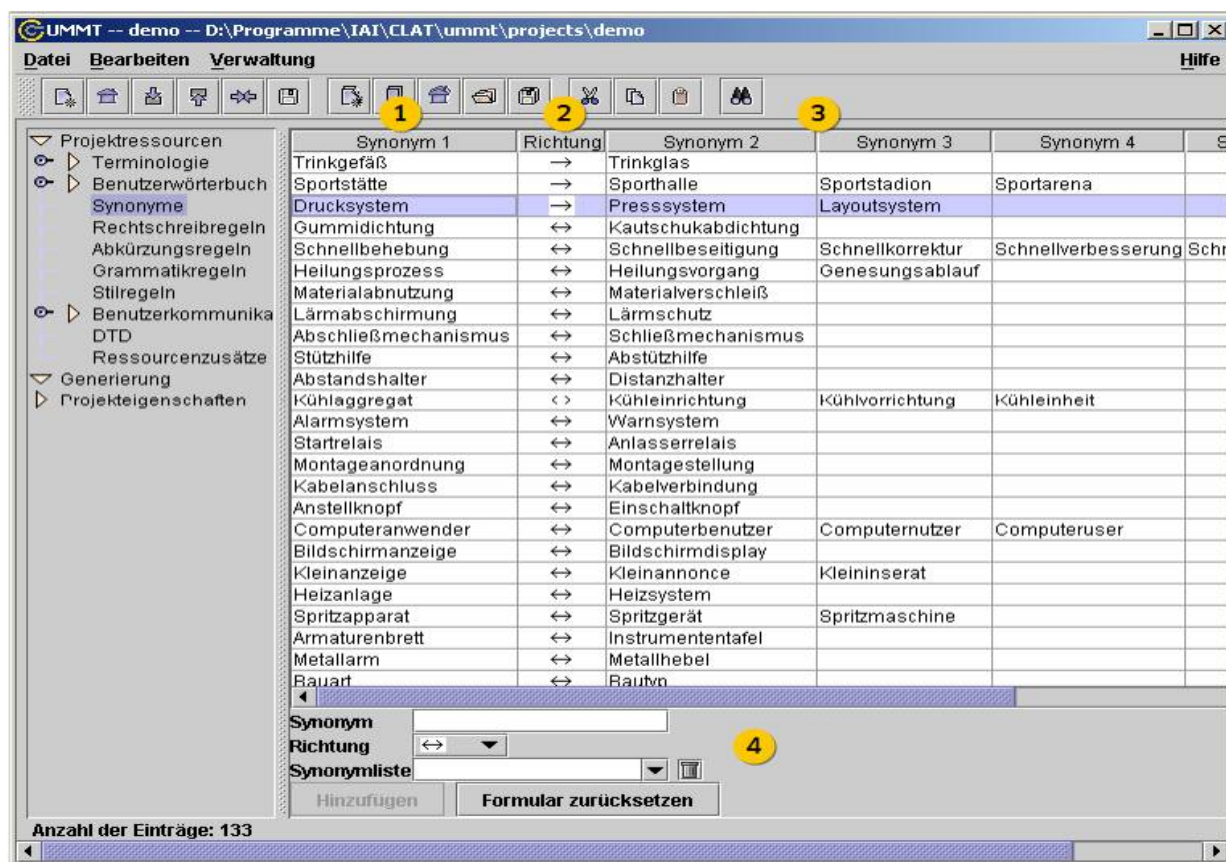 UMMT -- demo -- D:\Programme\IAI\CLAT\ummt\projects\demo
Datei Bearbeiten Verwaltung Hilfe
1 2 3
Projektressourcen
Terminologie
Benutzerwörterbuch
Synonyme
Rechtschreibregeln
Abkürzungsregeln
Grammatikregeln
Stilregeln
Benutzerkommunika
DTD
Ressourcenzusätze
Generierung
Projekteigenschaften
Synonym 1 Richtung Synonym 2 Synonym 3 Synonym 4 S
Trinkgefäß → Trinkglas
Sportstätte → Sporthalle Sportstadion Sportarena
Drucksystem → Presssystem Layoutsystem
Gummidichtung ↔ Kautschukabdichtung
Schnellbehebung ↔ Schnellbeseitigung Schnellkorrektur Schnellverbesserung Schr
Heilungsprozess ↔ Heilungsvorgang Genesungsablauf
Materialabnutzung ↔ Materialverschleiß
Lärmabschirmung ↔ Lärmschutz
Abschließmechanismus ↔ Schließmechanismus
Stützhilfe ↔ Abstützhilfe
Abstandshalter ↔ Distanzhalter
Kühlaggregat <> Kühleinrichtung Kühlvorrichtung Kühleinheit
Alarmsystem ↔ Warnsystem
Startrelais ↔ Anlasserrelais
Montageanordnung ↔ Montagestellung
Kabelanschluss ↔ Kabelverbindung
Anstellknopf ↔ Einschaltknopf
Computeranwender ↔ Computerbenutzer Computernutzer Computeruser
Bildschirmanzeige ↔ Bildschirmdisplay
Kleinanzeige ↔ Kleinannonce Kleininserat
Heizanlage ↔ Heizsystem
Spritzapparat ↔ Spritzgerät Spritzmaschine
Armaturenbrett ↔ Instrumententafel
Metallarm ↔ Metallhebel
Bauart ↔ Bautyp
Synonym
Richtung ↔ 4
Synonymliste
Hinzufügen Formular zurücksetzen
Anzahl der Einträge: 133